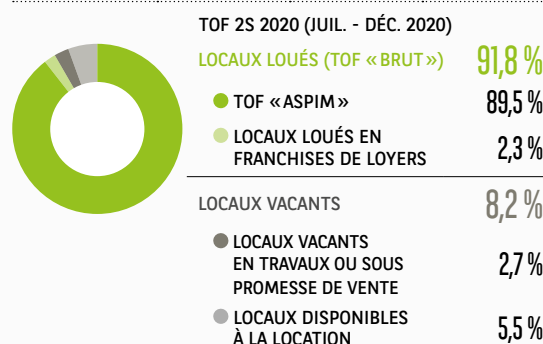 TOF 2S 2020 (JUIL. - DÉC. 2020)
LOCAUX LOUÉS (TOF « BRUT ») 91,8 %
TOF « ASPIM » 89,5 %
LOCAUX LOUÉS EN
FRANCHISES DE LOYERS 2,3 %
LOCAUX VACANTS 8,2 %
LOCAUX VACANTS
EN TRAVAUX OU SOUS
PROMESSE DE VENTE 2,7 %
LOCAUX DISPONIBLES
À LA LOCATION 5,5 %